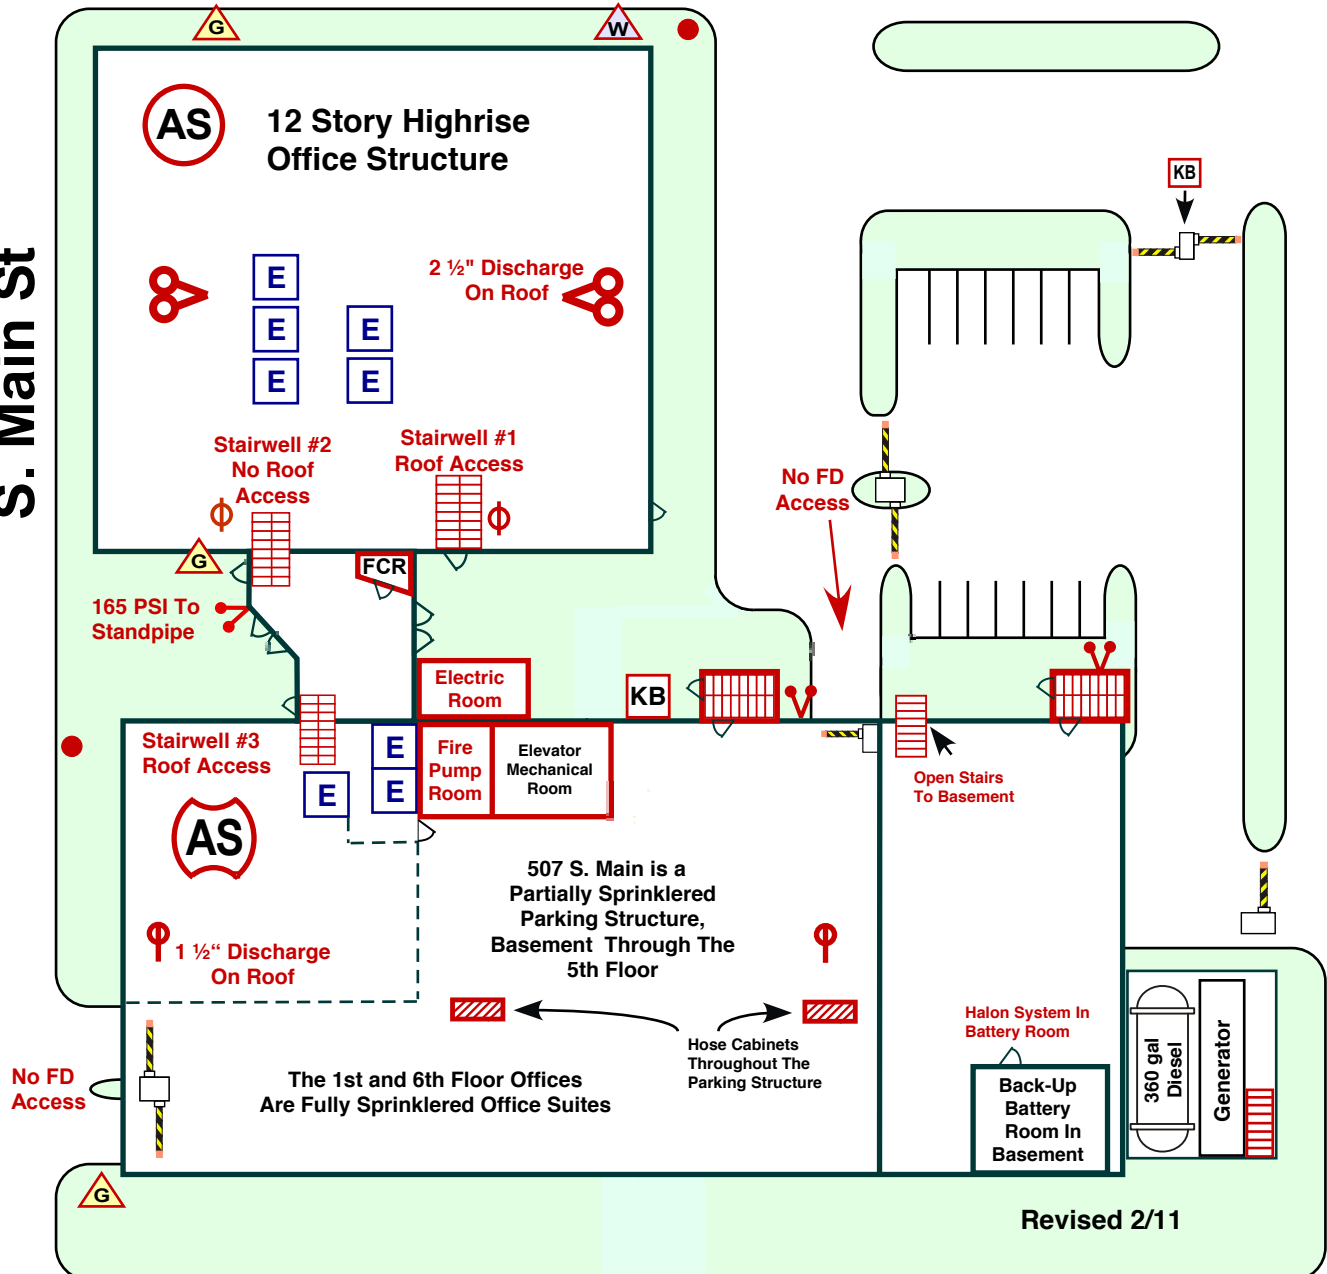 G
W
AS
12 Story Highrise
Office Structure
KB
S. Main St
E
E
E
E
E
2 ½" Discharge
On Roof
Stairwell #2
No Roof
Access
Stairwell #1
Roof Access
No FD
Access
G
FCR
165 PSI To
Standpipe
Electric
Room
KB
Stairwell #3
Roof Access
E
E
E
Fire
Pump
Room
Elevator
Mechanical
Room
Open Stairs
To Basement
AS
507 S. Main is a
Partially Sprinklered
Parking Structure,
Basement Through The
5th Floor
1 ½“ Discharge
On Roof
Hose Cabinets
Throughout The
Parking Structure
Halon System In
Battery Room
No FD
Access
The 1st and 6th Floor Offices
Are Fully Sprinklered Office Suites
Back-Up
Battery
Room In
Basement
360 gal
Diesel
Generator
G
Revised 2/11